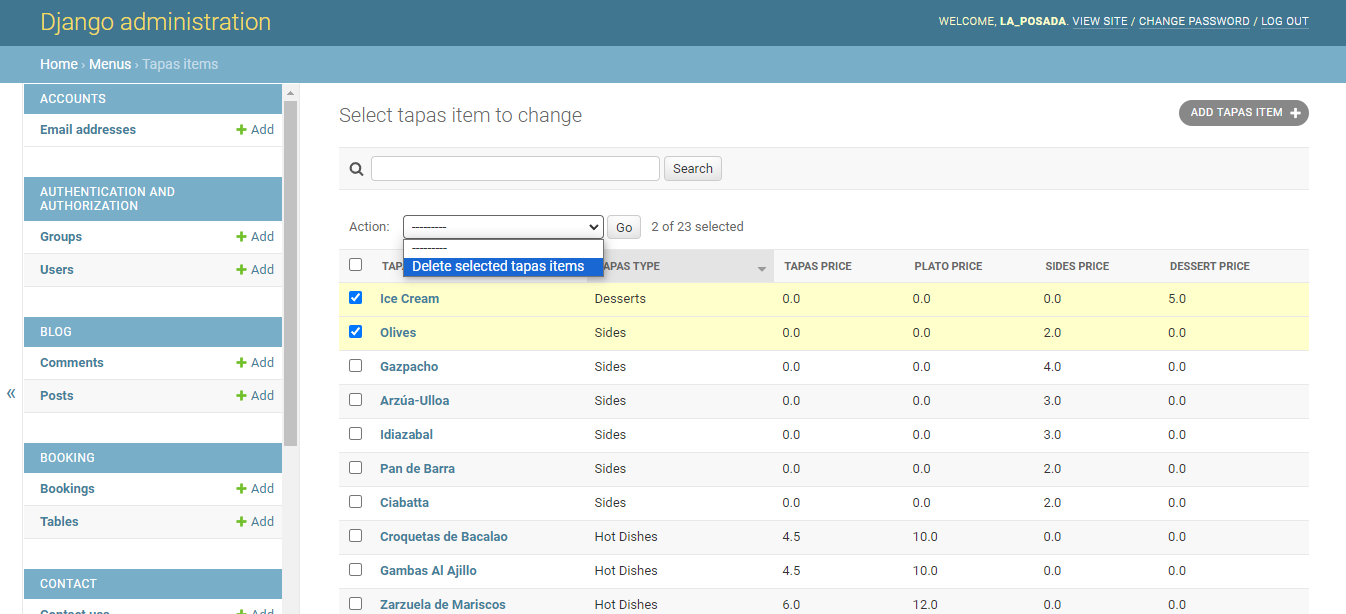 Django administration
WELCOME, LA_POSADA. VIEW SITE / CHANGE PASSWORD / LOG OUT
Home › Menus › Tapas items
ACCOUNTS
Email addresses + Add
AUTHENTICATION AND
AUTHORIZATION
Groups + Add
Users + Add
BLOG
Comments + Add
Posts + Add
«
BOOKING
Bookings + Add
Tables + Add
CONTACT
Contact uss + Add
Select tapas item to change
ADD TAPAS ITEM +
Search
Action: --------- Go 2 of 23 selected
---------
Delete selected tapas items
TAPAS TYPE TAPAS PRICE PLATO PRICE SIDES PRICE DESSERT PRICE
Ice Cream Desserts 0.0 0.0 0.0 5.0
Olives Sides 0.0 0.0 2.0 0.0
Gazpacho Sides 0.0 0.0 4.0 0.0
Arzúa-Ulloa Sides 0.0 0.0 3.0 0.0
Idiazabal Sides 0.0 0.0 3.0 0.0
Pan de Barra Sides 0.0 0.0 2.0 0.0
Ciabatta Sides 0.0 0.0 2.0 0.0
Croquetas de Bacalao Hot Dishes 4.5 10.0 0.0 0.0
Gambas Al Ajillo Hot Dishes 4.5 10.0 0.0 0.0
Zarzuela de Mariscos Hot Dishes 6.0 12.0 0.0 0.0